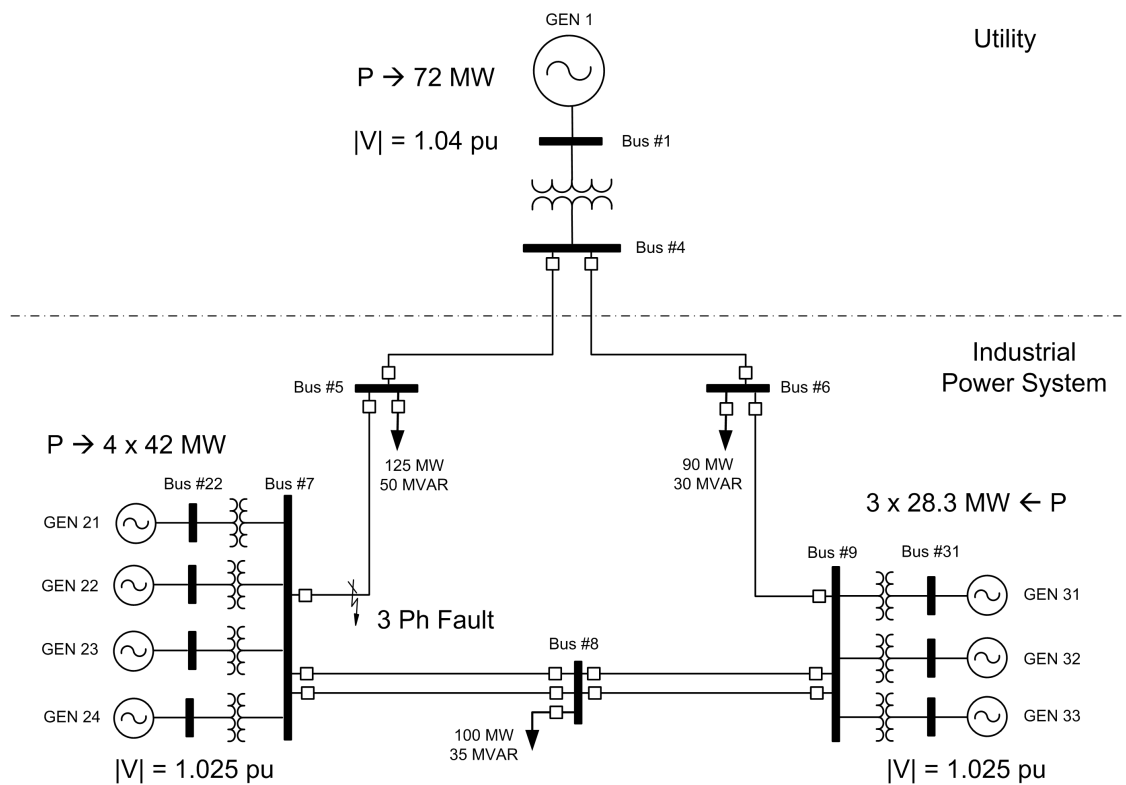 GEN 1
Utility
P → 72 MW
|V| = 1.04 pu
Bus #1
Bus #4
Industrial
Power System
Bus #5
Bus #6
125 MW
50 MVAR
90 MW
30 MVAR
P → 4 x 42 MW
Bus #22
Bus #7
3 x 28.3 MW ← P
Bus #9
Bus #31
GEN 21
GEN 22
GEN 23
GEN 24
3 Ph Fault
GEN 31
GEN 32
GEN 33
Bus #8
100 MW
35 MVAR
|V| = 1.025 pu
|V| = 1.025 pu